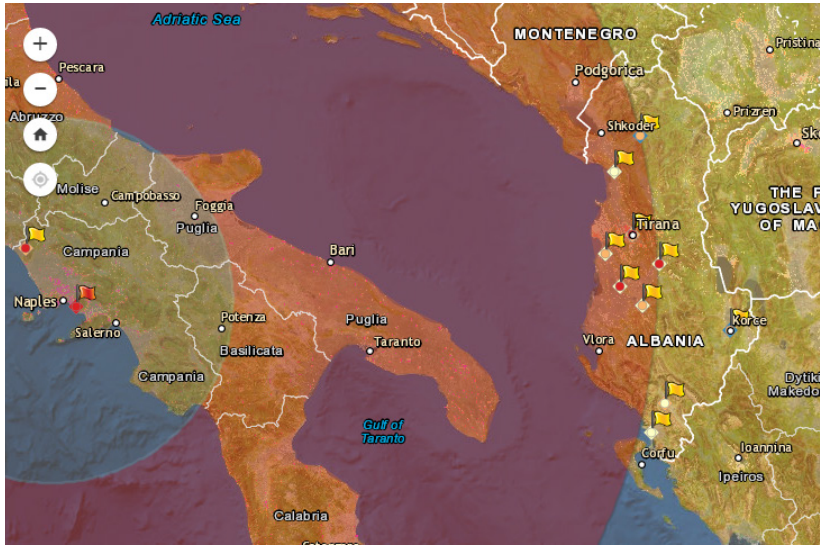 Adriatic Sea
MONTENEGRO
Pristina
+
Pescara
Podgorica
ila
−
Abruzzo
Prizren
Shkoder
Sko
Molise
Campobasso
THE F
Foggia
YUGOSLAV
OF MA
Puglia
Tirana
Campania
Bari
Naples
Salerno
Potenza
Puglia
Korce
Basilicata
Taranto
Vlora
ALBANIA
Campania
Dytiki
Makedo
Gulf of
Taranto
Corfu
Ioannina
Ipeiros
Calabria